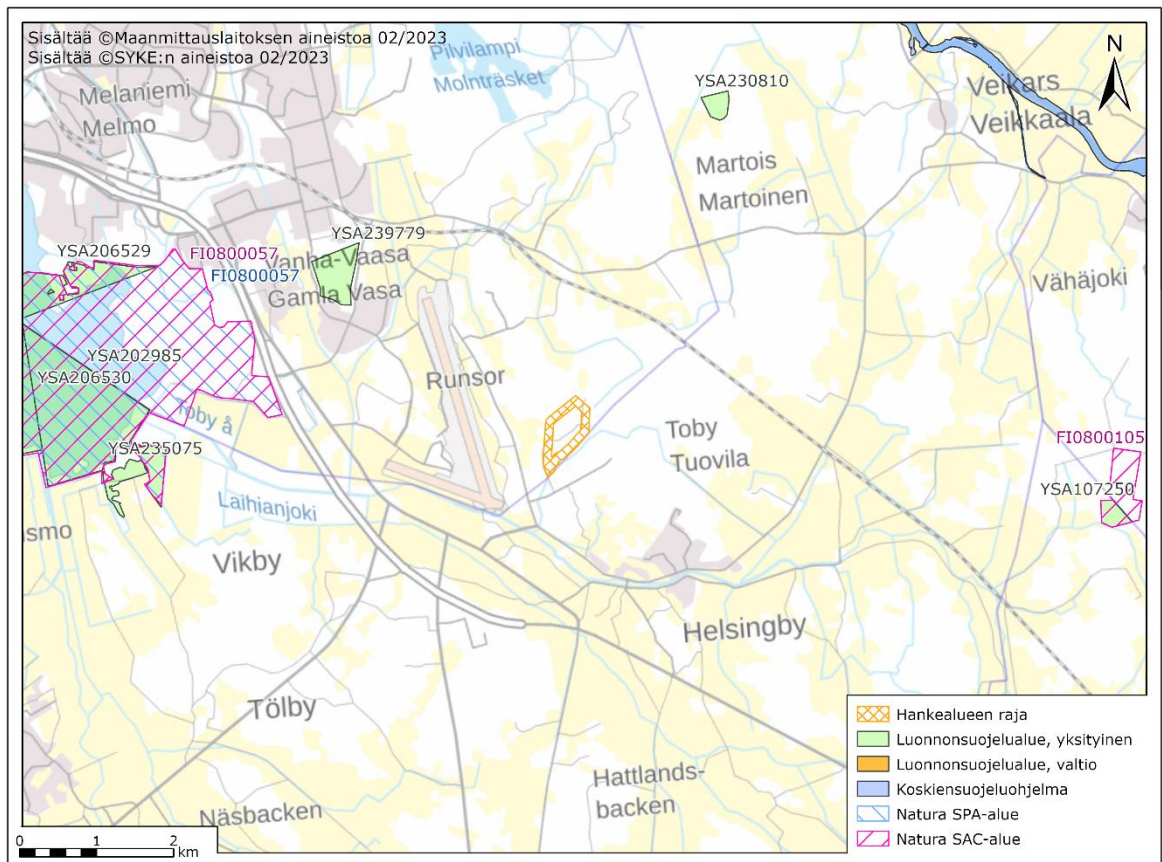 Sisältää ©Maanmittauslaitoksen aineistoa 02/2023
Sisältää ©SYKE:n aineistoa 02/2023
Pilvilampi
Molnträsket
N
Melaniemi
Melmo
YSA230810
Veikars
Veikkaala
Martois
Martoinen
YSA206529
FI0800057
FI0800057
YSA239779
Vanha-Vaasa
Gamla Vasa
Vähäjoki
YSA202985
YSA206530
Runsor
Toby å
Toby
Tuovila
FI0800105
YSA235075
YSA107250
Laihianjoki
smo
Vikby
Helsingby
Tölby
Hattlands-
backen
Näsbacken
Hankealueen raja
Luonnonsuojelualue, yksityinen
Luonnonsuojelualue, valtio
Koskiensuojeluohjelma
Natura SPA-alue
Natura SAC-alue
0 1 2
km